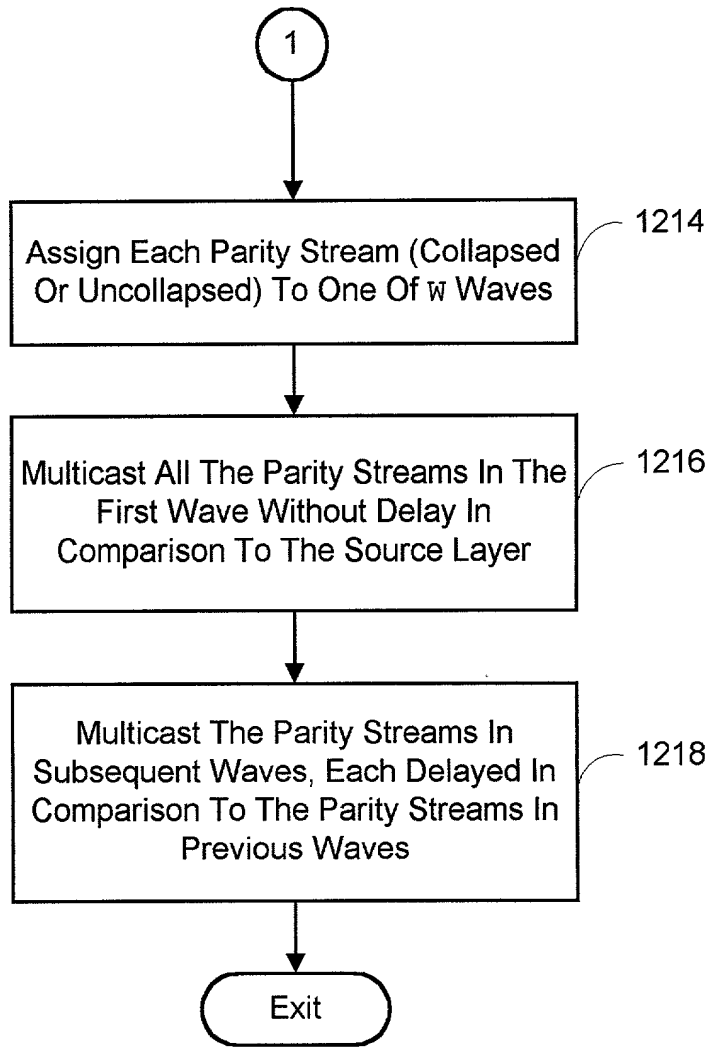 1
Assign Each Parity Stream (Collapsed
Or Uncollapsed) To One Of W Waves
1214
Multicast All The Parity Streams In The
First Wave Without Delay In
Comparison To The Source Layer
1216
Multicast The Parity Streams In
Subsequent Waves, Each Delayed In
Comparison To The Parity Streams In
Previous Waves
1218
Exit